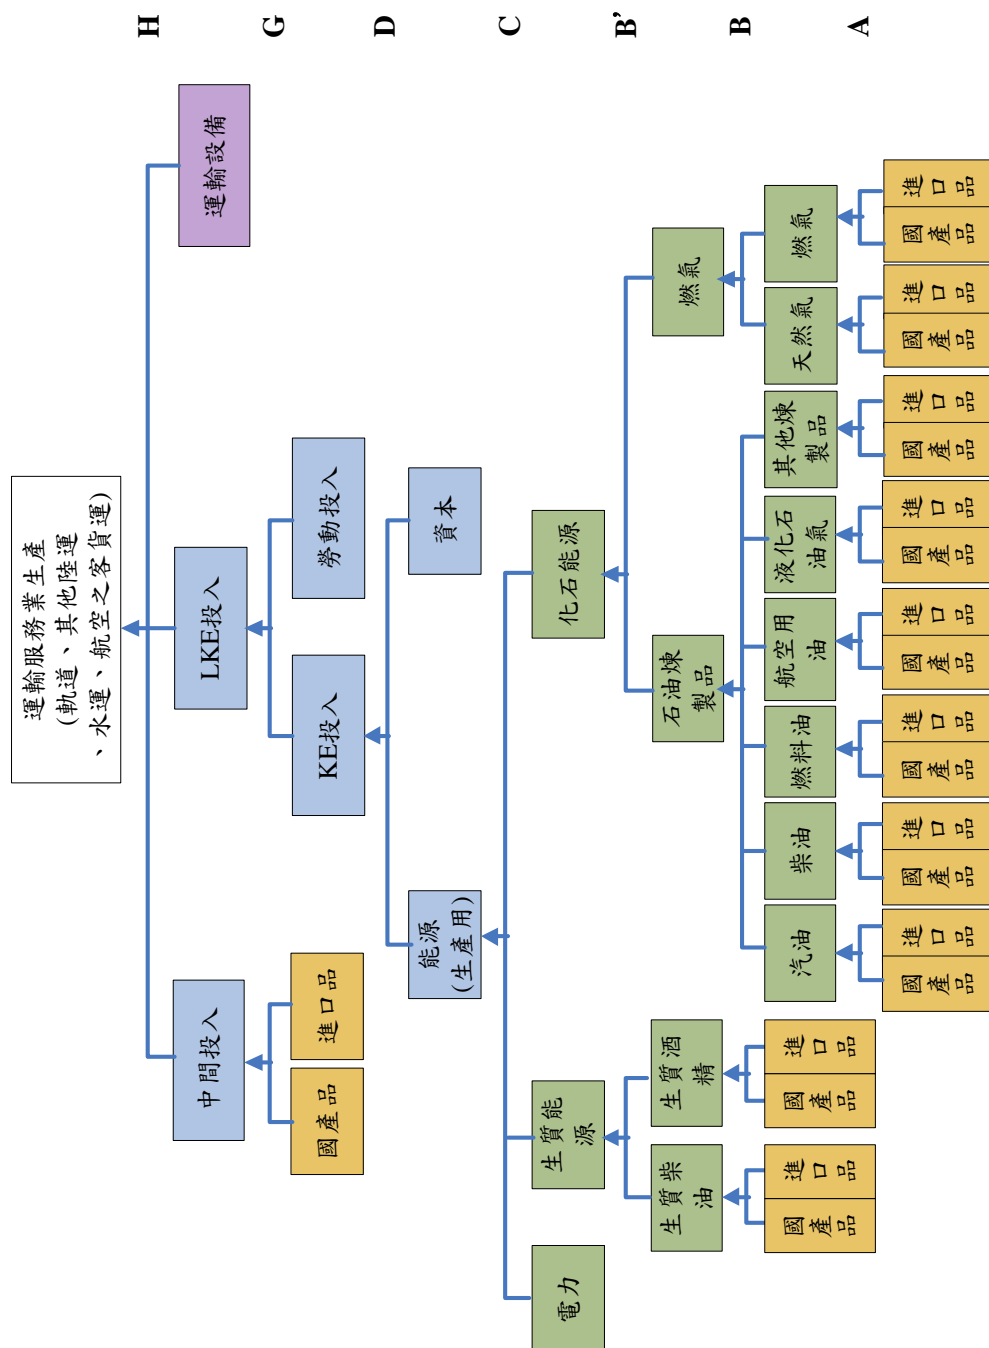 運輸服務業生產
(軌道、其他陸運
、水運、航空之客貨運)
H
中間投入
LKE投入
運輸設備
G
國產品
進口品
KE投入
勞動投入
D
能源
(生產用)
資本
C
電力
生質能
源
化石能源
B’
生質柴
油
生質酒
精
石油煉
製品
燃氣
B
國產品
進口品
國產品
進口品
汽油
柴油
燃料油
航空用
油
液化石
油氣
其他煉
製品
天然氣
燃氣
A
國產品
進口品
國產品
進口品
國產品
進口品
國產品
進口品
國產品
進口品
國產品
進口品
國產品
進口品
國產品
進口品